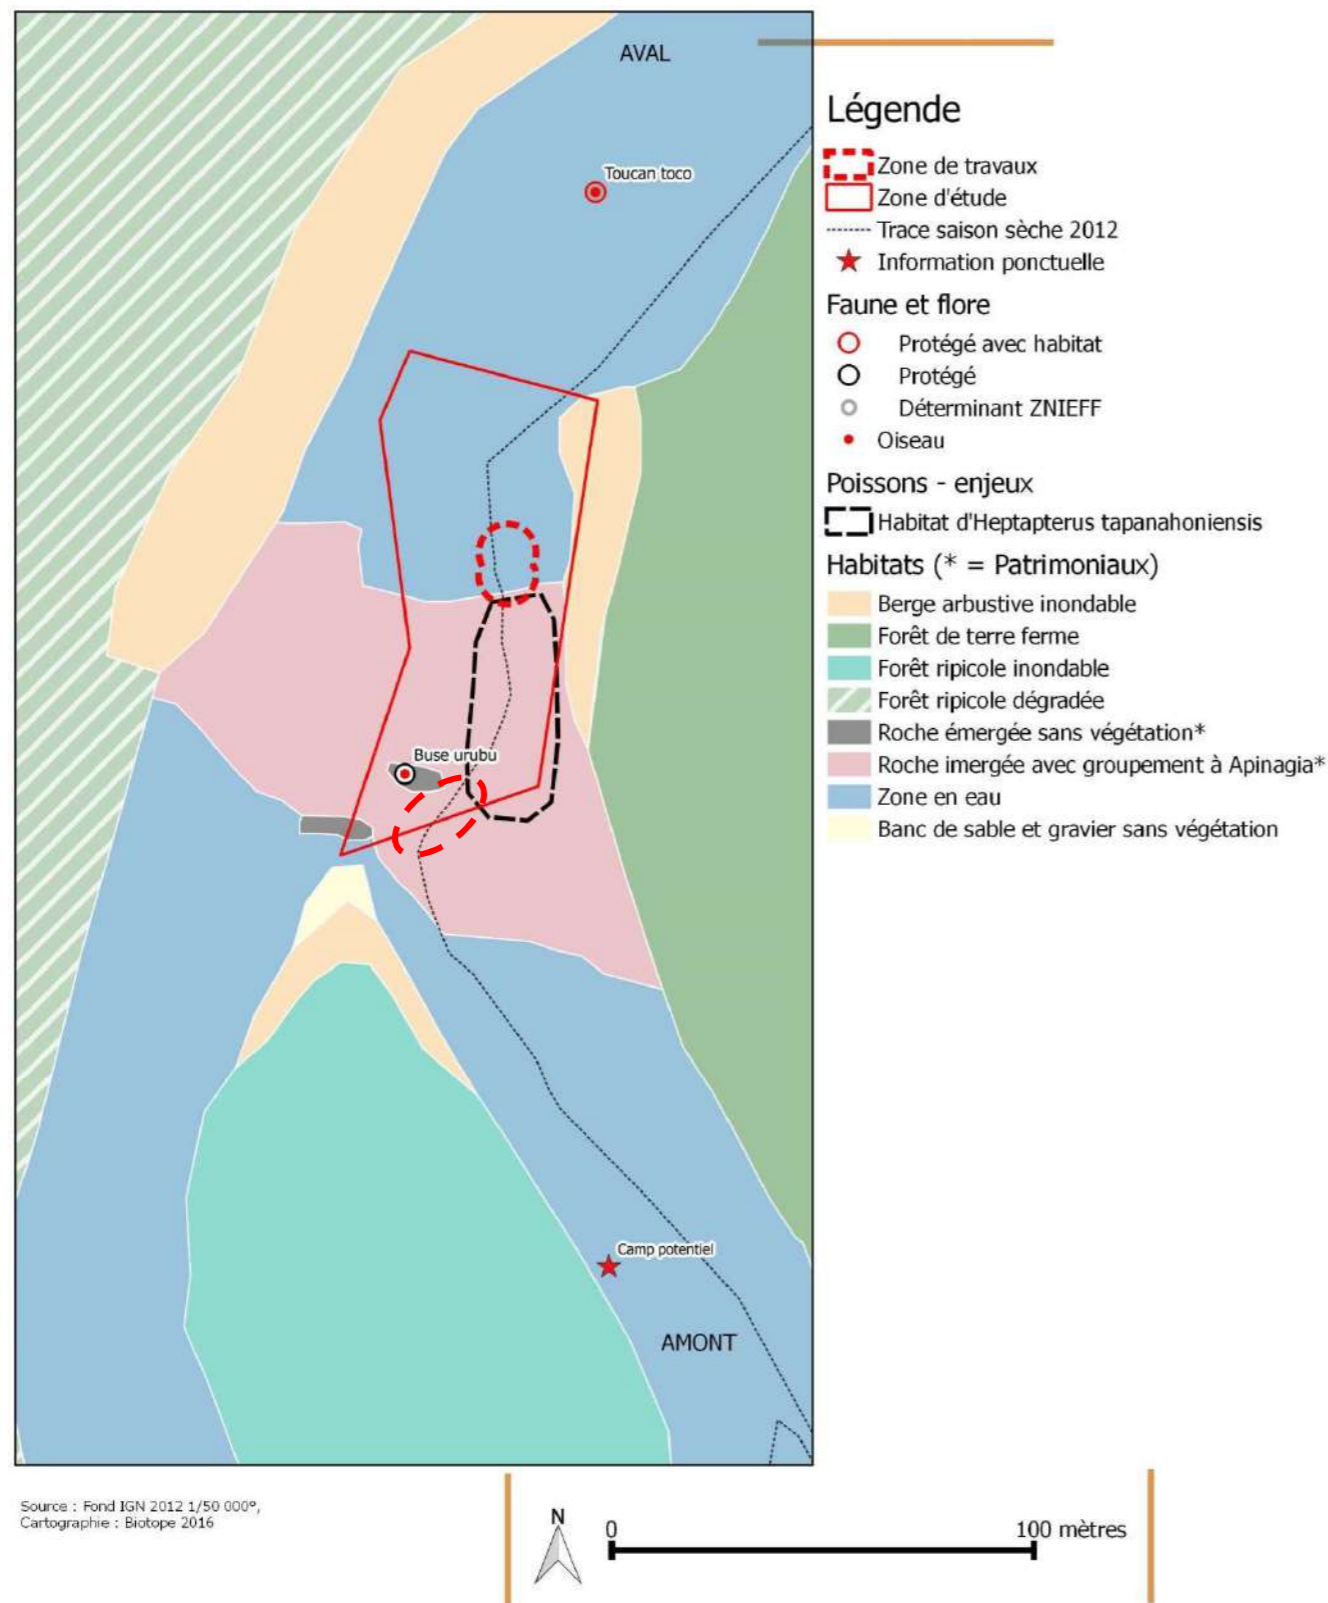 AVAL
Toucan toco
Buse urubu
Camp potentiel
AMONT
Légende
Zone de travaux
Zone d'étude
Trace saison sèche 2012
Information ponctuelle
Faune et flore
Protégé avec habitat
Protégé
Déterminant ZNIEFF
Oiseau
Poissons - enjeux
Habitat d'Heptapterus tapanahoniensis
Habitats (* = Patrimoniaux)
Berge arbustive inondable
Forêt de terre ferme
Forêt ripicole inondable
Forêt ripicole dégradée
Roche émergée sans végétation*
Roche imergée avec groupement à Apinagia*
Zone en eau
Banc de sable et gravier sans végétation
Source : Fond IGN 2012 1/50 000°,
Cartographie : Biotope 2016
N
0 100 mètres